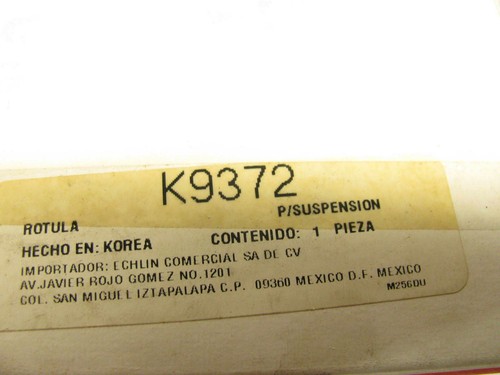 K9372
ROTULA P/SUSPENSION
HECHO EN: KOREA CONTENIDO: 1 PIEZA
IMPORTADOR: ECHLIN COMERCIAL SA DE CV
AV.JAVIER ROJO GOMEZ NO.1201
COL. SAN MIGUEL IZTAPALAPA C.P. 09360 MEXICO D.F. MEXICO
M256DU